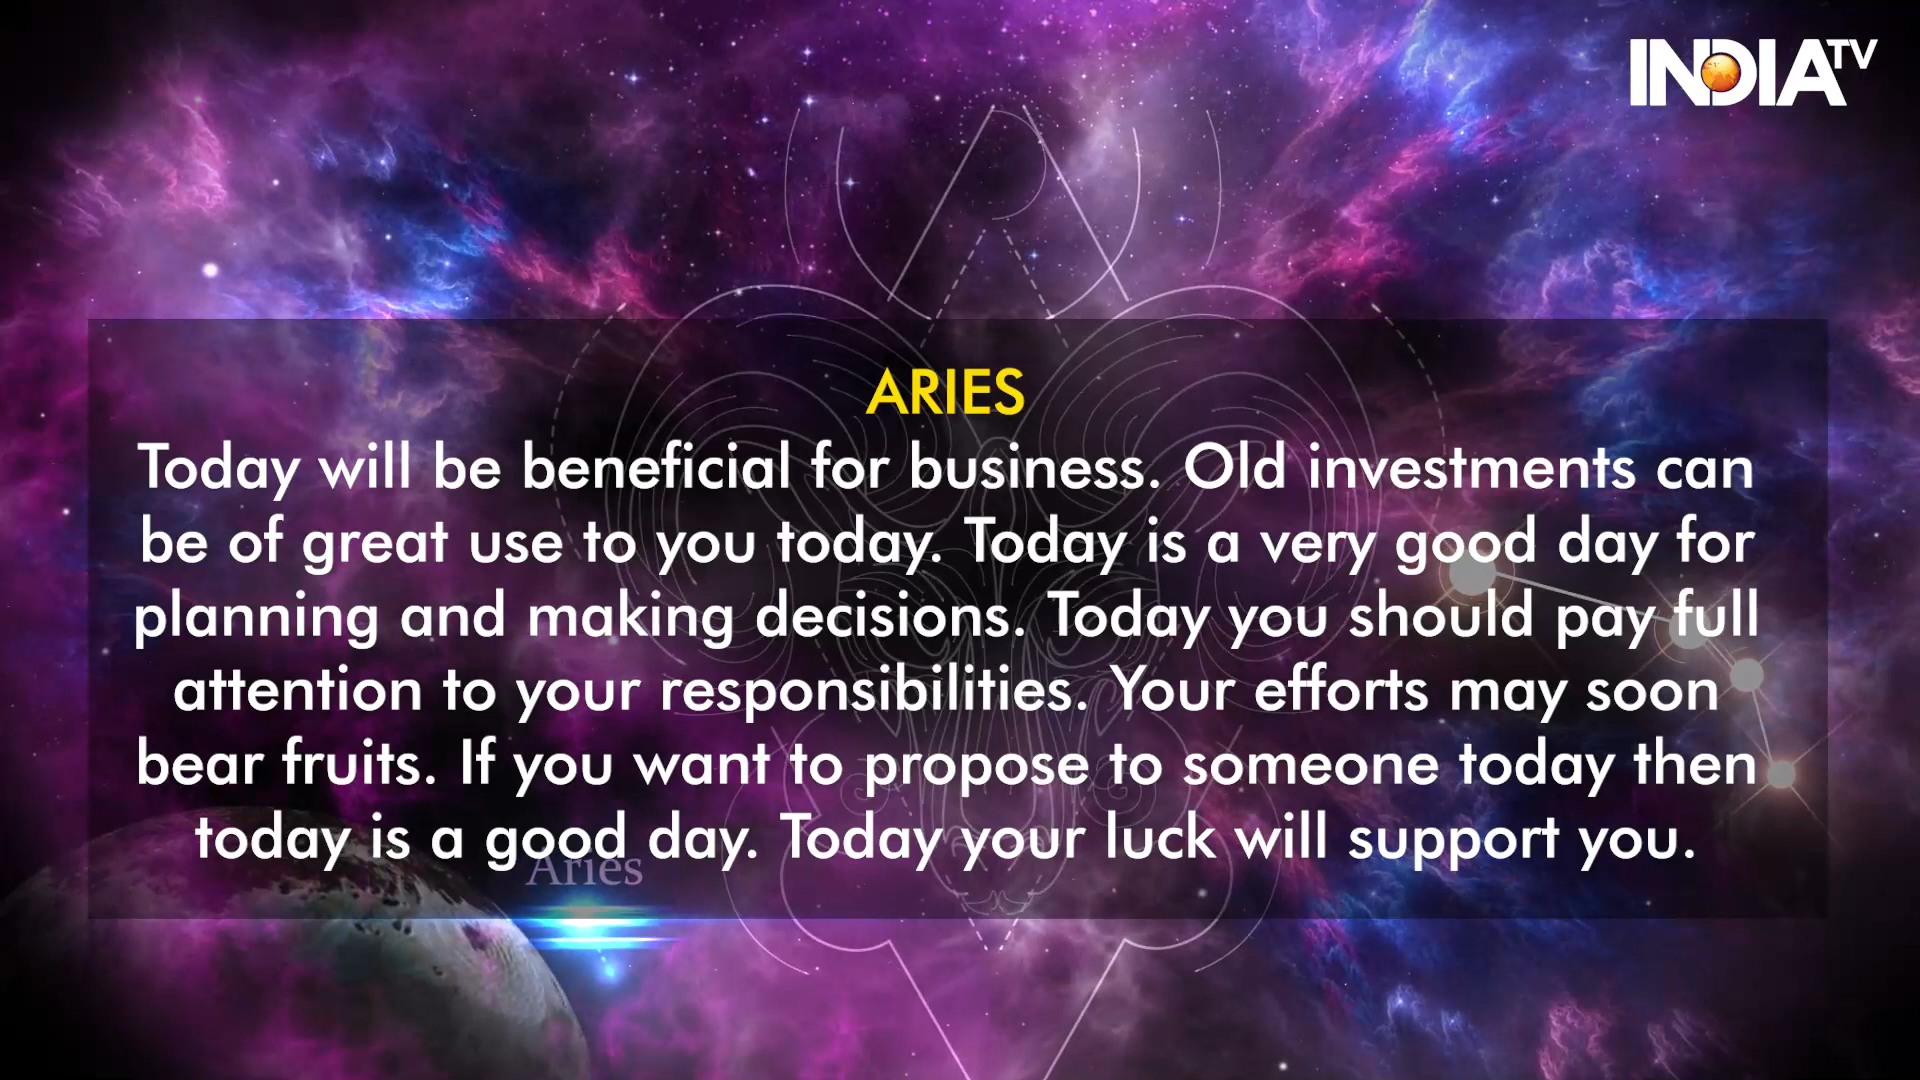 INDIA TV
ARIES
Today will be beneficial for business. Old investments can
be of great use to you today. Today is a very good day for
planning and making decisions. Today you should pay full
attention to your responsibilities. Your efforts may soon
bear fruits. If you want to propose to someone today then
today is a good day. Today your luck will support you.
Aries